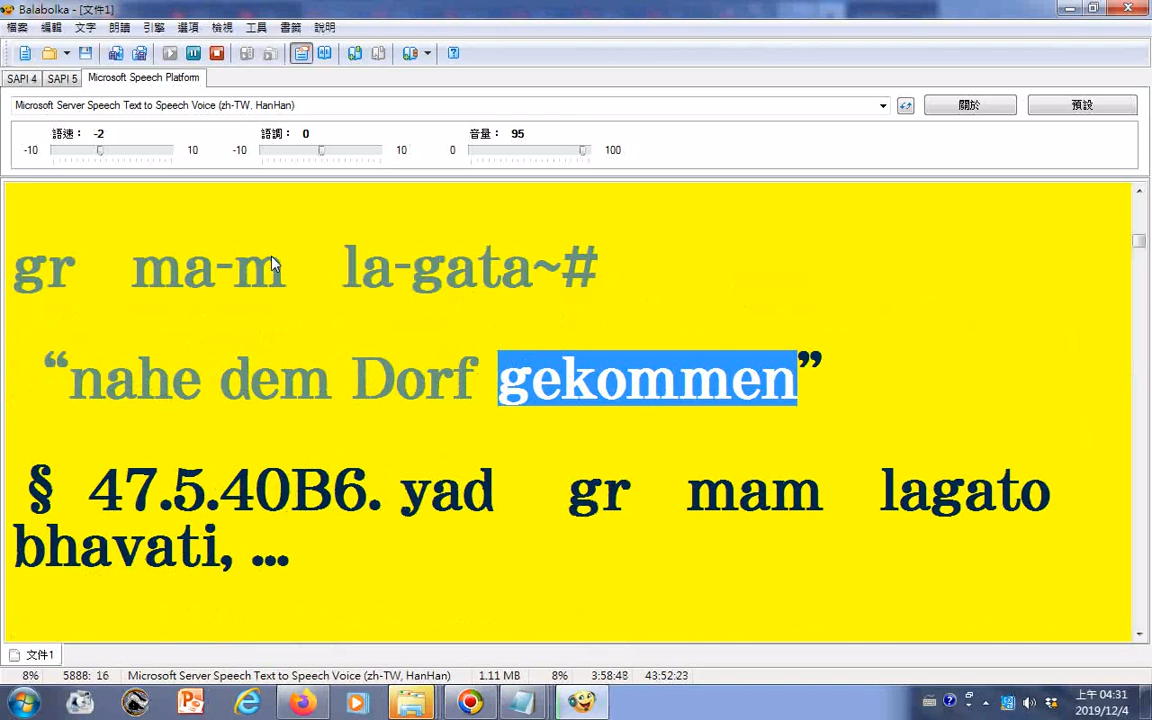 Balabolka - [文件1]
檔案 編輯 文字 朗讀 引擎 選項 檢視 工具 書籤 說明
SAPI 4 SAPI 5 Microsoft Speech Platform
Microsoft Server Speech Text to Speech Voice (zh-TW, HanHan) 關於 預設
語速： -2 語調： 0 音量： 95
-10 10 -10 10 0 100
gr ma-m la-gata~#
“nahe dem Dorf gekommen”
§ 47.5.40B6. yad gr mam lagato
bhavati, ...
文件1
8% 5888: 16 Microsoft Server Speech Text to Speech Voice (zh-TW, HanHan) 1.11 MB 8% 3:58:48 43:52:23
上午 04:31
2019/12/4